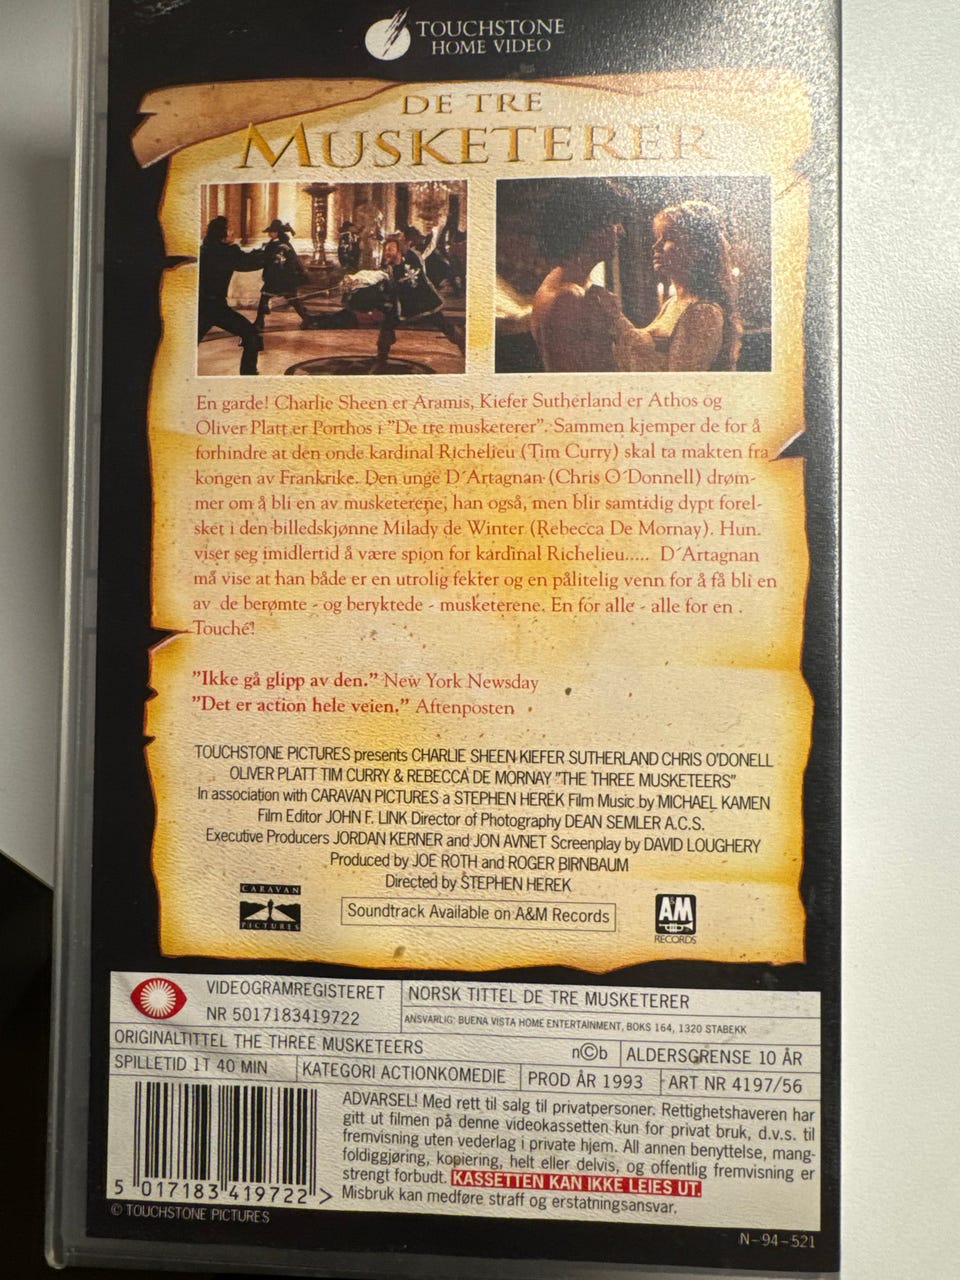 TOUCHSTONE
HOME VIDEO
DE TRE
MUSKETERER
En garde! Charlie Sheen er Aramis, Kiefer Sutherland er Athos og
Oliver Platt er Porthos i "De tre musketerer". Sammen kjemper de for å
forhindre at den onde kardinal Richelieu (Tim Curry) skal ta makten fra
kongen av Frankrike. Den unge D´Artagnan (Chris O´Donnell) drøm-
mer om å bli en av musketerene, han også, men blir samtidig dypt forel-
sket i den billedskjønne Milady de Winter (Rebecca De Mornay). Hun
viser seg imidlertid å være spion for kardinal Richelieu..... D´Artagnan
må vise at han både er en utrolig fekter og en pålitelig venn for å få bli en
av de berømte - og beryktede - musketerene. En for alle - alle for en .
Touché!
"Ikke gå glipp av den." New York Newsday
"Det er action hele veien." Aftenposten
TOUCHSTONE PICTURES presents CHARLIE SHEEN KIEFER SUTHERLAND CHRIS O'DONELL
OLIVER PLATT TIM CURRY & REBECCA DE MORNAY "THE THREE MUSKETEERS"
In association with CARAVAN PICTURES a STEPHEN HEREK Film Music by MICHAEL KAMEN
Film Editor JOHN F. LINK Director of Photography DEAN SEMLER A.C.S.
Executive Producers JORDAN KERNER and JON AVNET Screenplay by DAVID LOUGHERY
Produced by JOE ROTH and ROGER BIRNBAUM
Directed by STEPHEN HEREK
CARAVAN
PICTURES
Soundtrack Available on A&M Records
A&M
RECORDS
VIDEOGRAMREGISTERET
NR 5017183419722
NORSK TITTEL DE TRE MUSKETERER
ANSVARLIG: BUENA VISTA HOME ENTERTAINMENT, BOKS 164, 1320 STABEKK
ORIGINALTITTEL THE THREE MUSKETEERS
n©b
ALDERSGRENSE 10 ÅR
SPILLETID 1T 40 MIN
KATEGORI ACTIONKOMEDIE
PROD ÅR 1993
ART NR 4197/56
ADVARSEL! Med rett til salg til privatpersoner. Rettighetshaveren har
gitt ut filmen på denne videokassetten kun for privat bruk, d.v.s. til
fremvisning uten vederlag i private hjem. All annen benyttelse, mang-
foldiggjøring, kopiering, helt eller delvis, og offentlig fremvisning er
strengt forbudt. KASSETTEN KAN IKKE LEIES UT.
Misbruk kan medføre straff og erstatningsansvar.
5 017183 419722 >
© TOUCHSTONE PICTURES
N-94-521